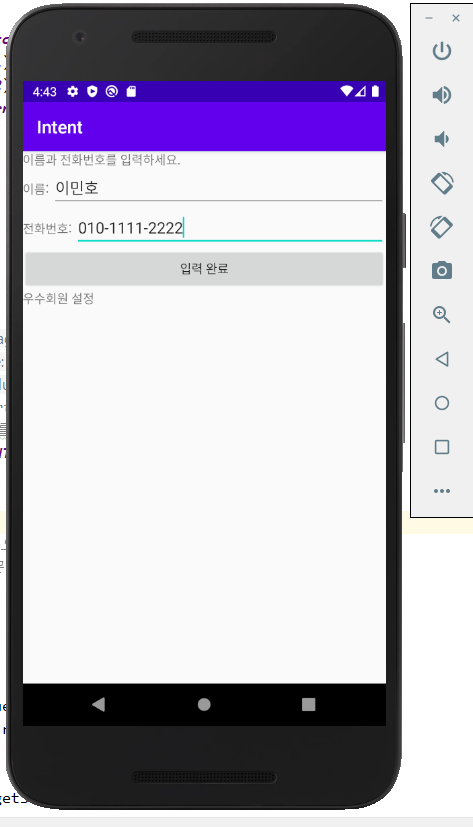 4:43
Intent
이름과 전화번호를 입력하세요.
이름: 이민호
전화번호: 010-1111-2222
입력 완료
우수회원 설정